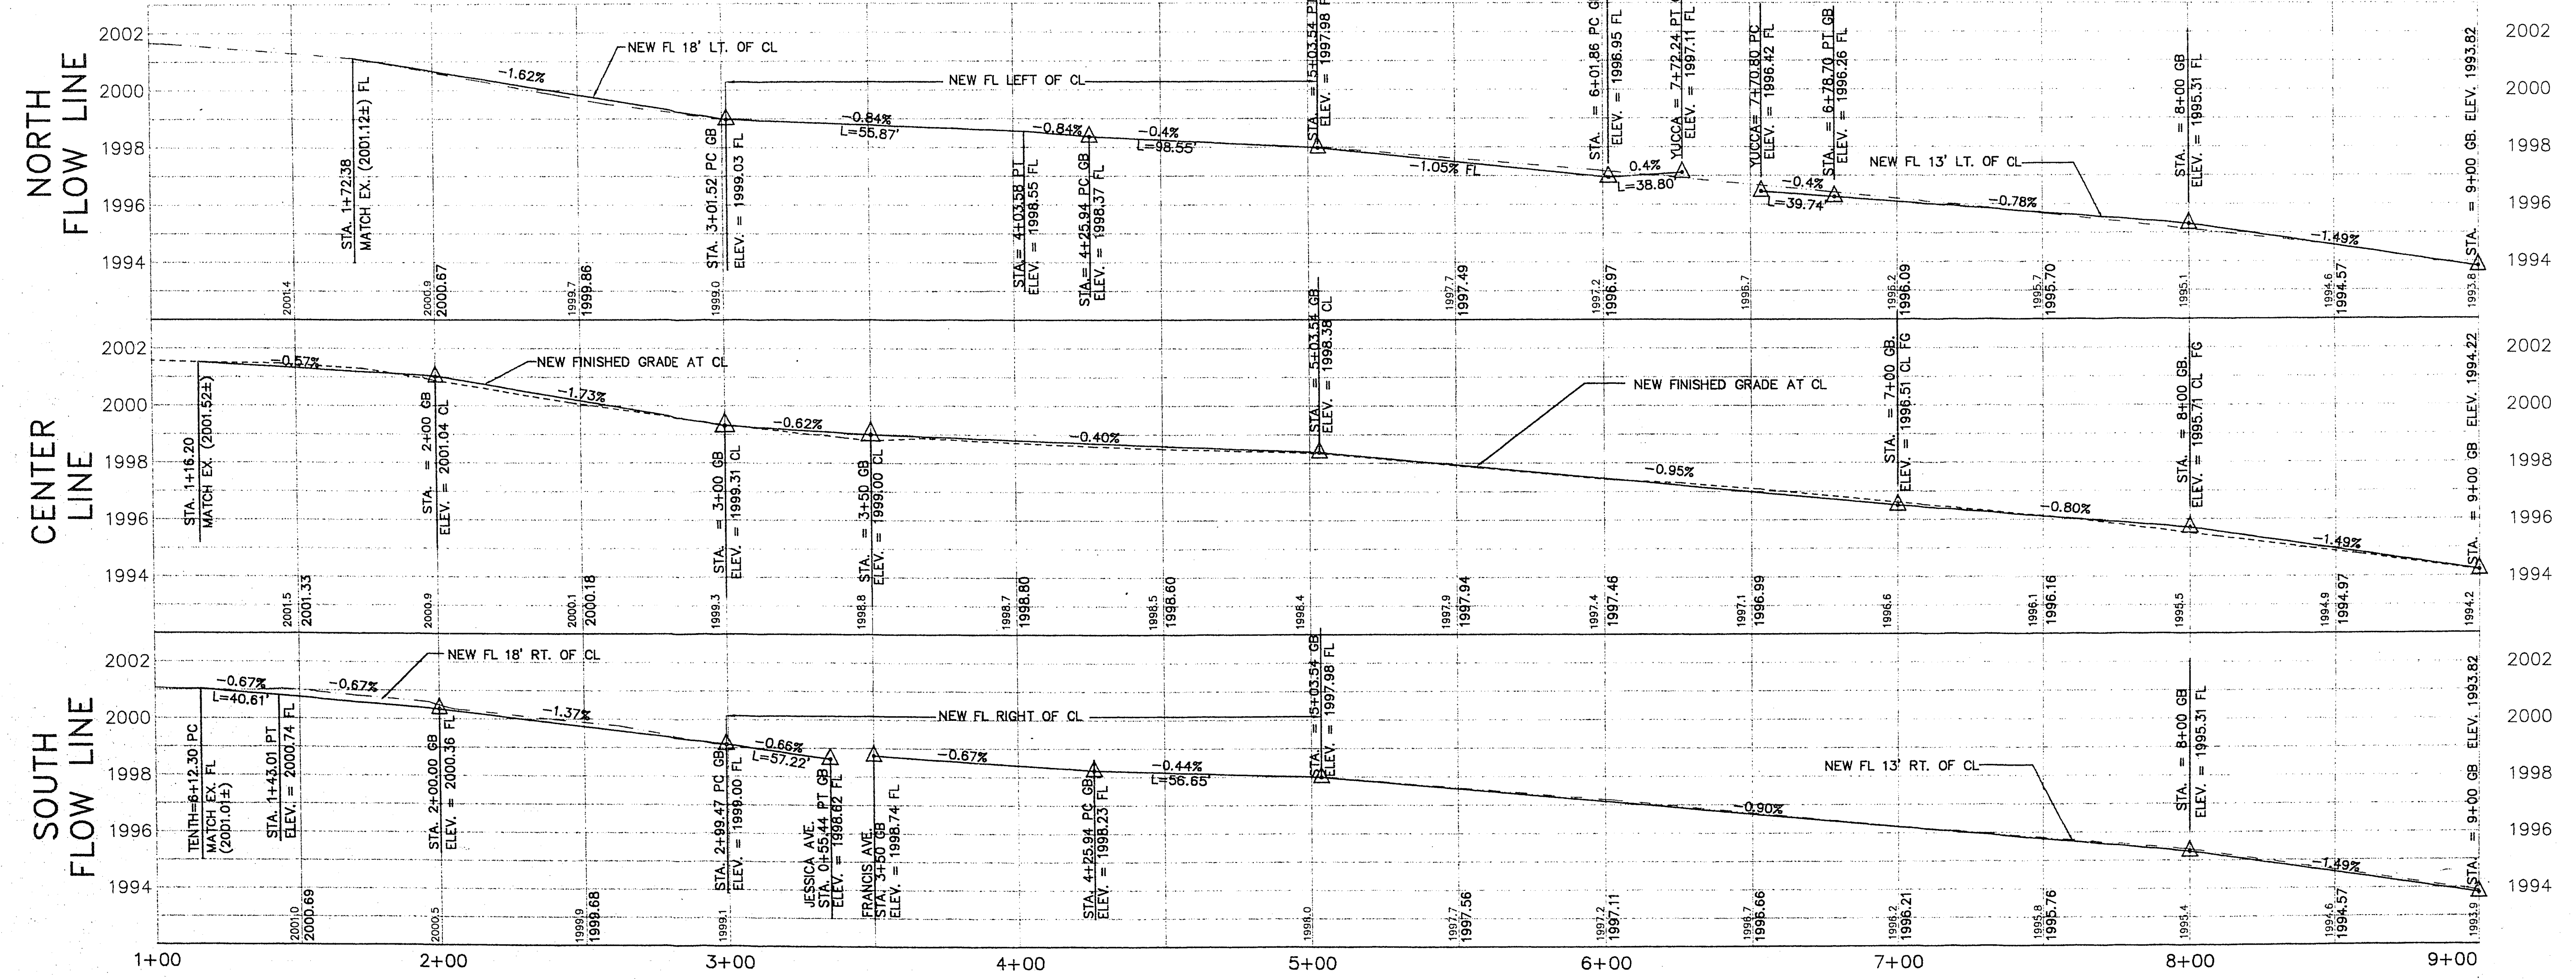 NORTH
FLOW LINE
2002
2000
1998
1996
1994
NEW FL 18' LT. OF CL
-1.62%
NEW FL LEFT OF CL
-0.84%
L=55.87'
-0.84%
-0.4%
L=98.55'
-1.05% FL
0.4%
L=38.80'
-0.4%
L=39.74'
NEW FL 13' LT. OF CL
-0.78%
-1.49%
STA. 1+72.38
MATCH EX. (2001.12±) FL
STA. 3+01.52 PC GB
ELEV. = 1999.03 FL
STA.= 4+03.58 PT
ELEV. = 1998.55 FL
STA.= 4+25.94 PC GB
ELEV. = 1998.37 FL
STA. = 5+03.54
ELEV. = 1997.98
STA. = 6+01.86 PC
ELEV. = 1996.95 FL
YUCCA = 7+72.24 PT
ELEV. = 1997.11 FL
YUCCA= 7+70.80 PC
ELEV. = 1996.42 FL
STA. = 6+78.70 PT GB
ELEV. = 1996.26 FL
STA. = 8+00 GB
ELEV. = 1995.31 FL
STA. = 9+00 GB. ELEV. 1993.82
2002
2000
1998
1996
1994
2001.4
2000.9
2000.67
1999.7
1999.86
1999.0
1997.7
1997.49
1997.2
1996.97
1996.7
1996.2
1996.09
1995.7
1995.70
1995.1
1994.6
1994.57
1993.8
CENTER
LINE
2002
2000
1998
1996
1994
-0.57%
NEW FINISHED GRADE AT CL
-1.73%
-0.62%
-0.40%
NEW FINISHED GRADE AT CL
-0.95%
-0.80%
-1.49%
STA. 1+16.20
MATCH EX. (2001.52±)
STA. = 2+00 GB
ELEV. = 2001.04 CL
STA. = 3+00 GB
ELEV. = 1999.31 CL
STA. = 3+50 GB
ELEV. = 1999.00 CL
STA. = 5+03.54 GB
ELEV. = 1998.38 CL
STA. = 7+00 GB.
ELEV. = 1996.51 CL FG
STA. = 8+00 GB.
ELEV. = 1995.71 CL FG
STA. = 9+00 GB ELEV. 1994.22
2002
2000
1998
1996
1994
2001.5
2001.33
2000.9
2000.1
2000.18
1999.3
1998.8
1998.7
1998.80
1998.5
1998.60
1998.4
1997.9
1997.94
1997.4
1997.46
1997.1
1996.99
1996.6
1996.1
1996.16
1995.5
1994.9
1994.97
1994.2
SOUTH
FLOW LINE
2002
2000
1998
1996
1994
NEW FL 18' RT. OF CL
-0.67%
L=40.61'
-0.67%
-1.37%
NEW FL RIGHT OF CL
-0.66%
L=57.22'
-0.67%
-0.44%
L=56.65'
NEW FL 13' RT. OF CL
-0.90%
-1.49%
TENTH=6+12.30 PC
MATCH EX. FL
(2001.01±)
STA. 1+43.01 PT
ELEV. = 2000.74 FL
STA. 2+00.00 GB
ELEV. = 2000.36 FL
STA. 2+99.47 PC GB
ELEV. = 1999.00 FL
JESSICA AVE.
STA. 0+55.44 PT GB
ELEV. = 1998.62 FL
FRANCIS AVE.
STA. 3+50 GB
ELEV. = 1998.74 FL
STA. 4+25.94 PC GB
ELEV. = 1998.23 FL
STA. = 5+03.54 GB
ELEV. = 1997.98 FL
STA. = 8+00 GB
ELEV. = 1995.31 FL
STA. = 9+00 GB ELEV. 1993.82
2002
2000
1998
1996
1994
2001.0
2000.69
2000.5
1999.9
1999.68
1999.1
1998.0
1997.7
1997.56
1997.2
1997.11
1996.7
1996.66
1996.2
1996.21
1995.8
1995.76
1995.4
1994.6
1994.57
1993.9
1+00
2+00
3+00
4+00
5+00
6+00
7+00
8+00
9+00